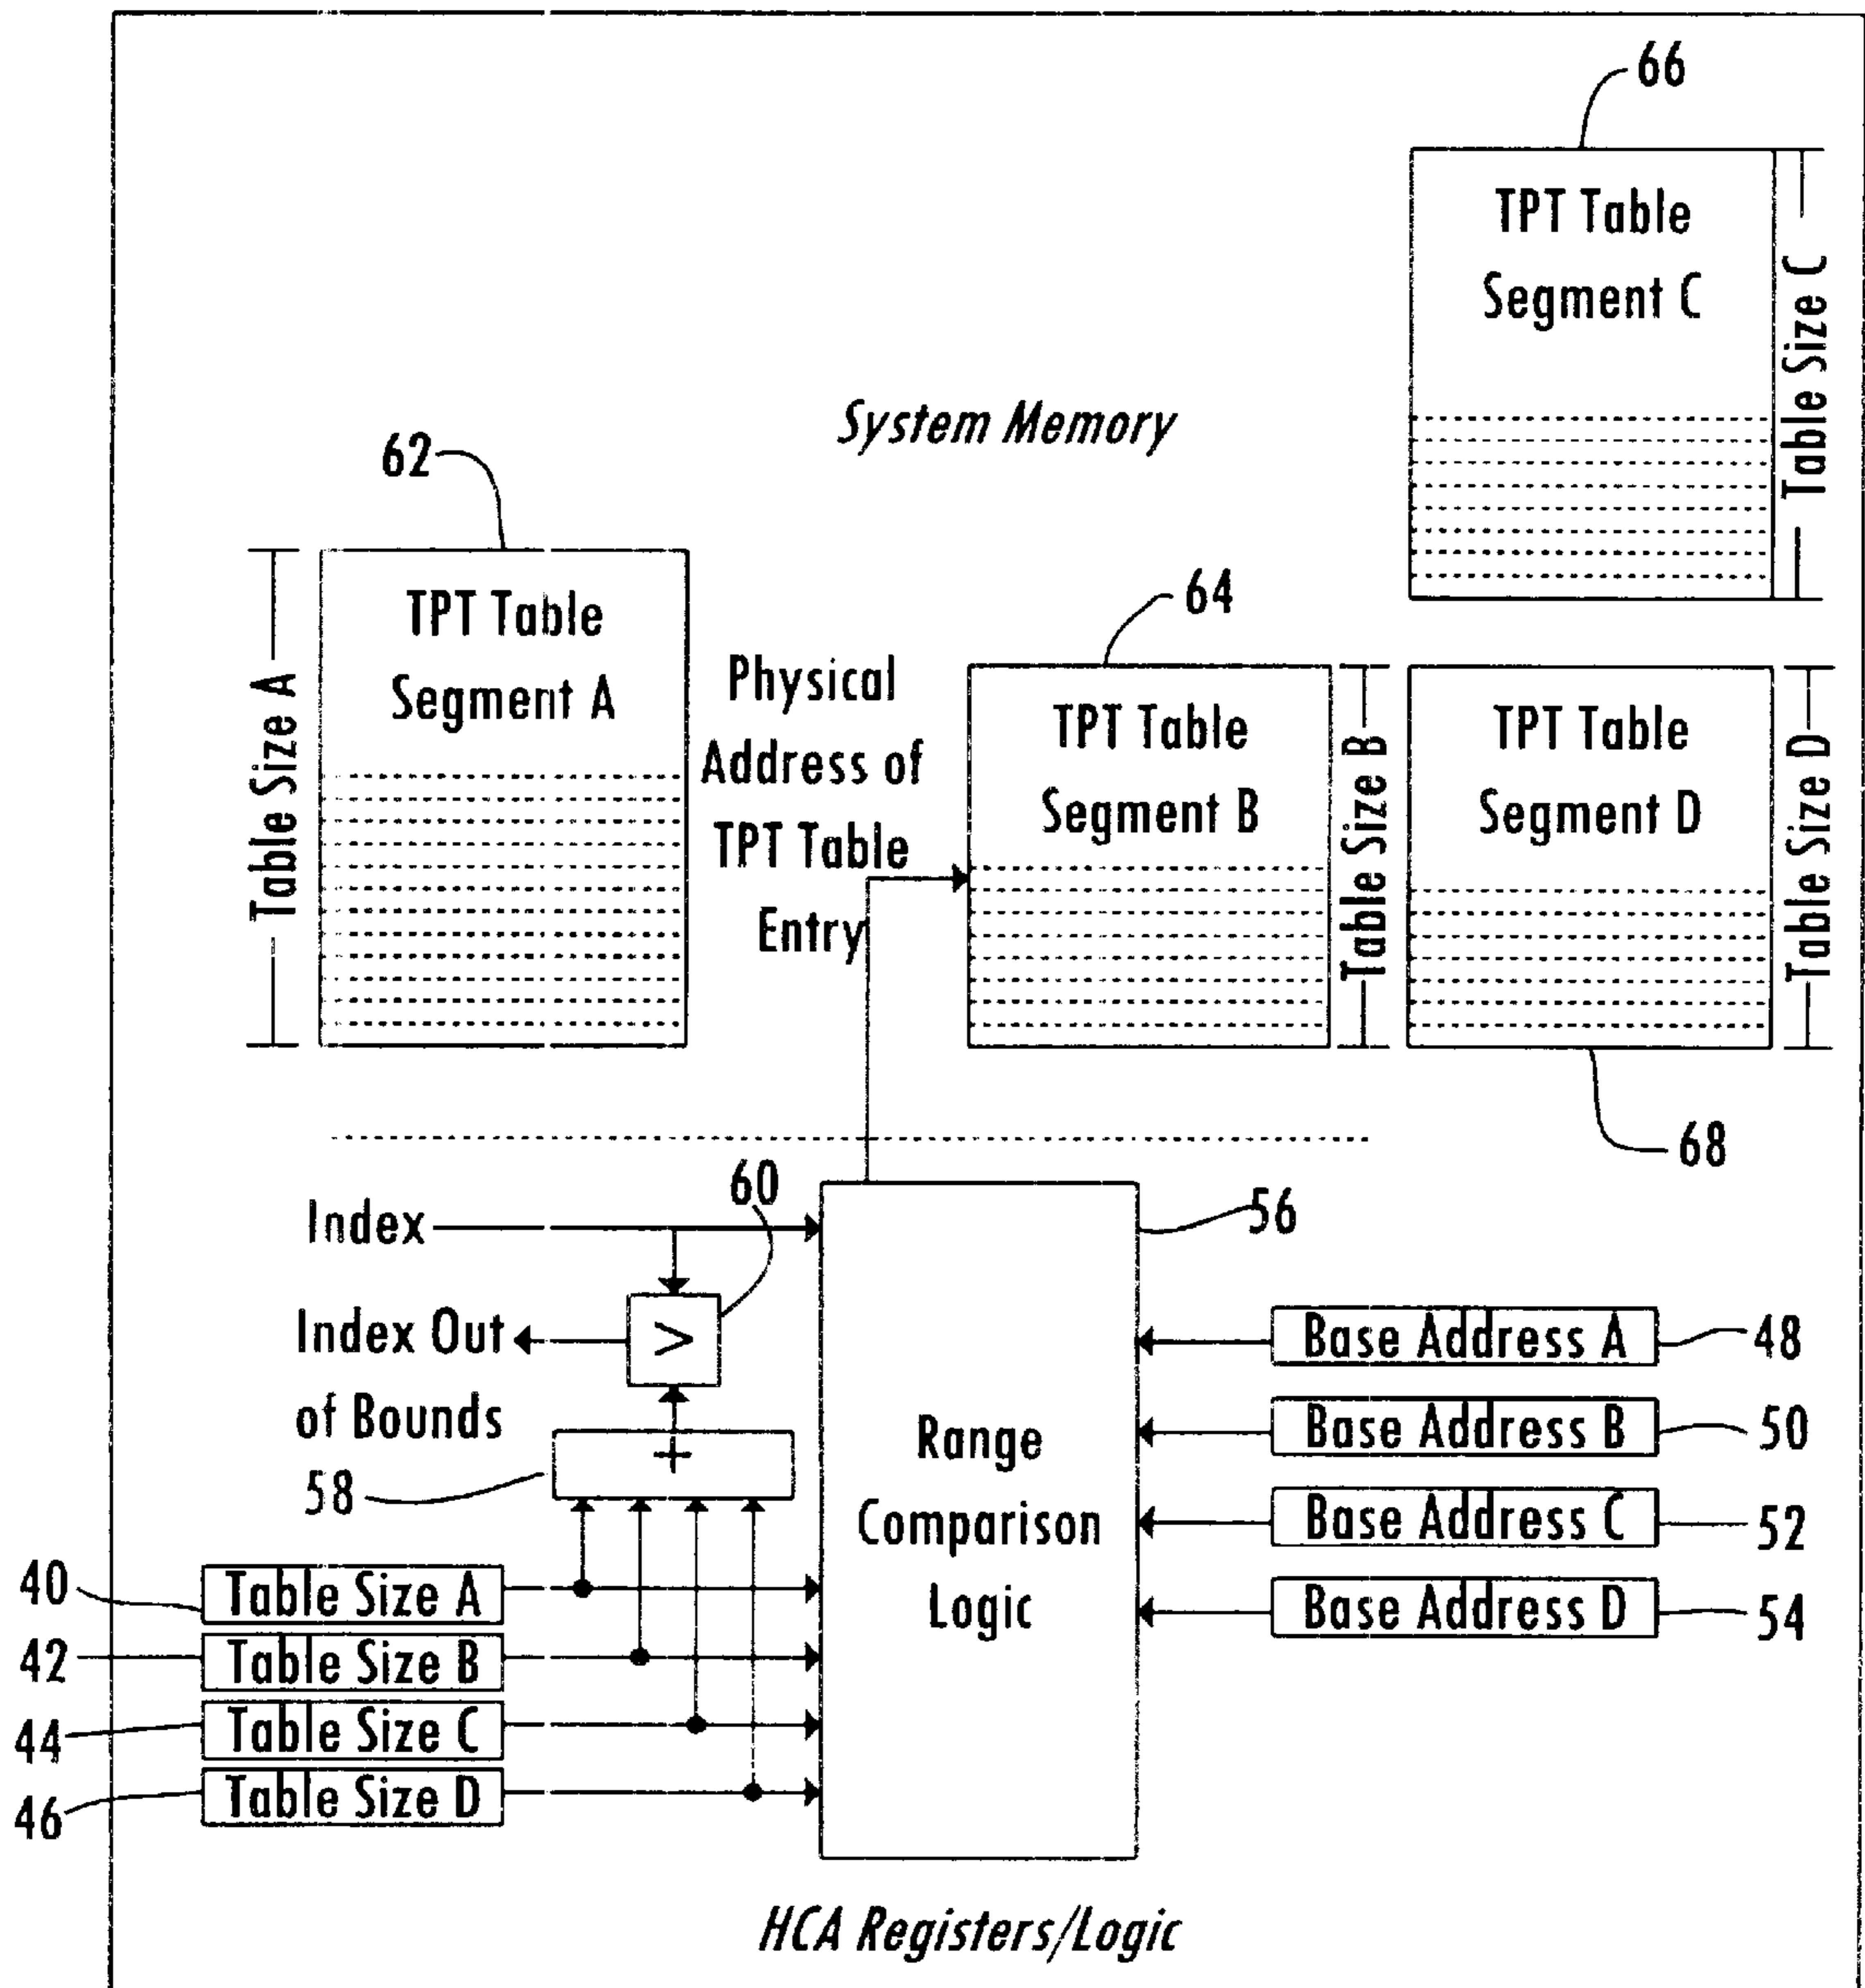 66
TPT Table
Segment C
Table Size C
System Memory
62
TPT Table
Segment A
Table Size A
Physical
Address of
TPT Table
Entry
64
TPT Table
Segment B
Table Size B
TPT Table
Segment D
Table Size D
68
60
Index
56
>
Index Out
of Bounds
+
58
Range
Comparison
Logic
Base Address A
48
Base Address B
50
Base Address C
52
Base Address D
54
40
Table Size A
42
Table Size B
44
Table Size C
46
Table Size D
HCA Registers/Logic